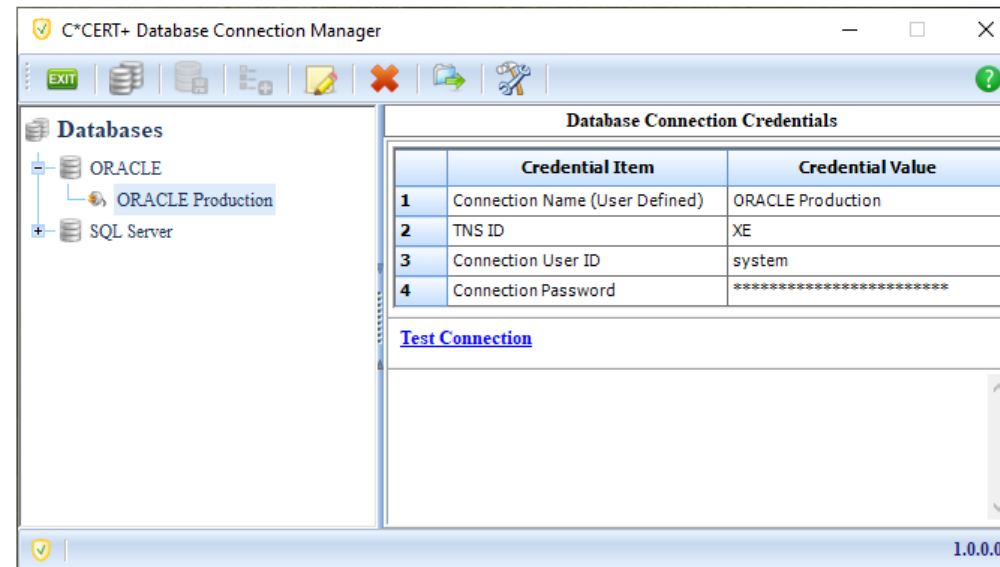 C*CERT+ Database Connection Manager
EXIT
?
Databases
ORACLE
ORACLE Production
SQL Server
Database Connection Credentials
Credential Item Credential Value
1 Connection Name (User Defined) ORACLE Production
2 TNS ID XE
3 Connection User ID system
4 Connection Password ************************
Test Connection
1.0.0.0